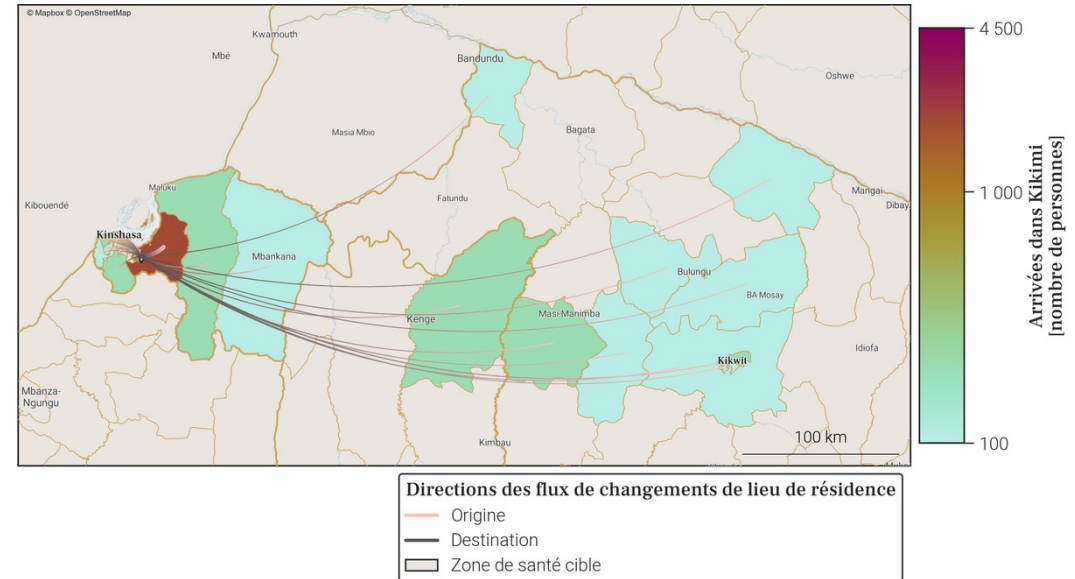 © Mapbox © OpenStreetMap
Kwamouth
Mbé
Bandundu
Oshwe
Masia Mbio
Bagata
Maluku
Mangai
Fatundu
Kibouendé
Dibay
Kinshasa
Mbankana
Bulungu
BA Mosay
Kenge
Masi-Manimba
Idiofa
Kikwit
Mbanza-
Ngungu
Kimbau
100 km
4 500
1 000
100
Arrivées dans Kikimi
[nombre de personnes]
Directions des flux de changements de lieu de résidence
Origine
Destination
Zone de santé cible